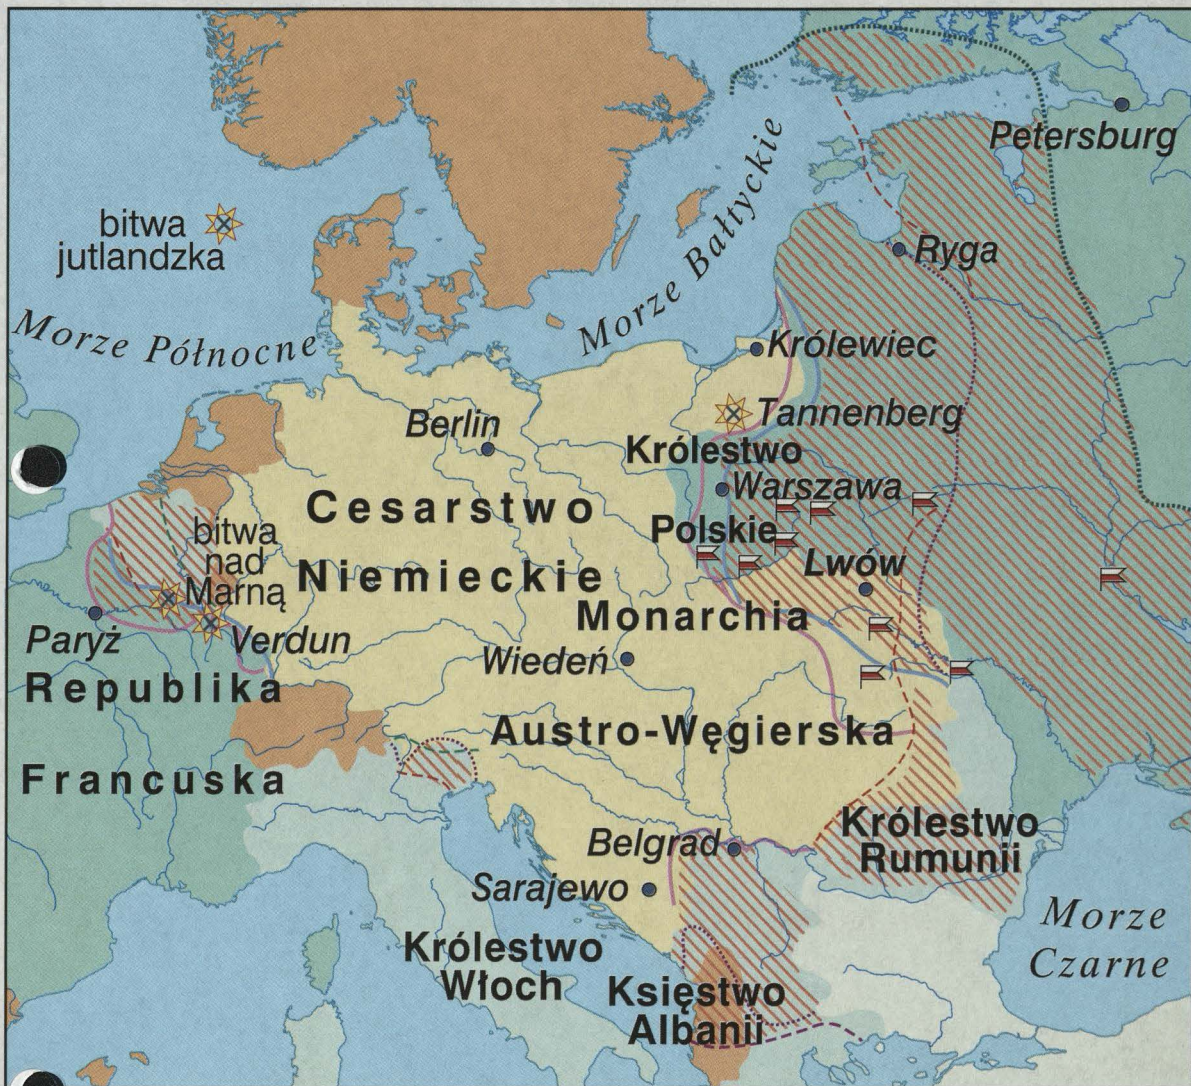 Petersburg
bitwa
jutlandzka
Morze Bałtyckie
Ryga
Morze Północne
Królewiec
Tannenberg
Berlin
Królestwo
Warszawa
Cesarstwo
Polskie
bitwa
nad
Marną
Lwów
Niemieckie
Monarchia
Paryż
Verdun
Wiedeń
Republika
Austro-Węgierska
Francuska
Królestwo
Rumunii
Belgrad
Sarajewo
Morze
Czarne
Królestwo
Włoch
Księstwo
Albanii